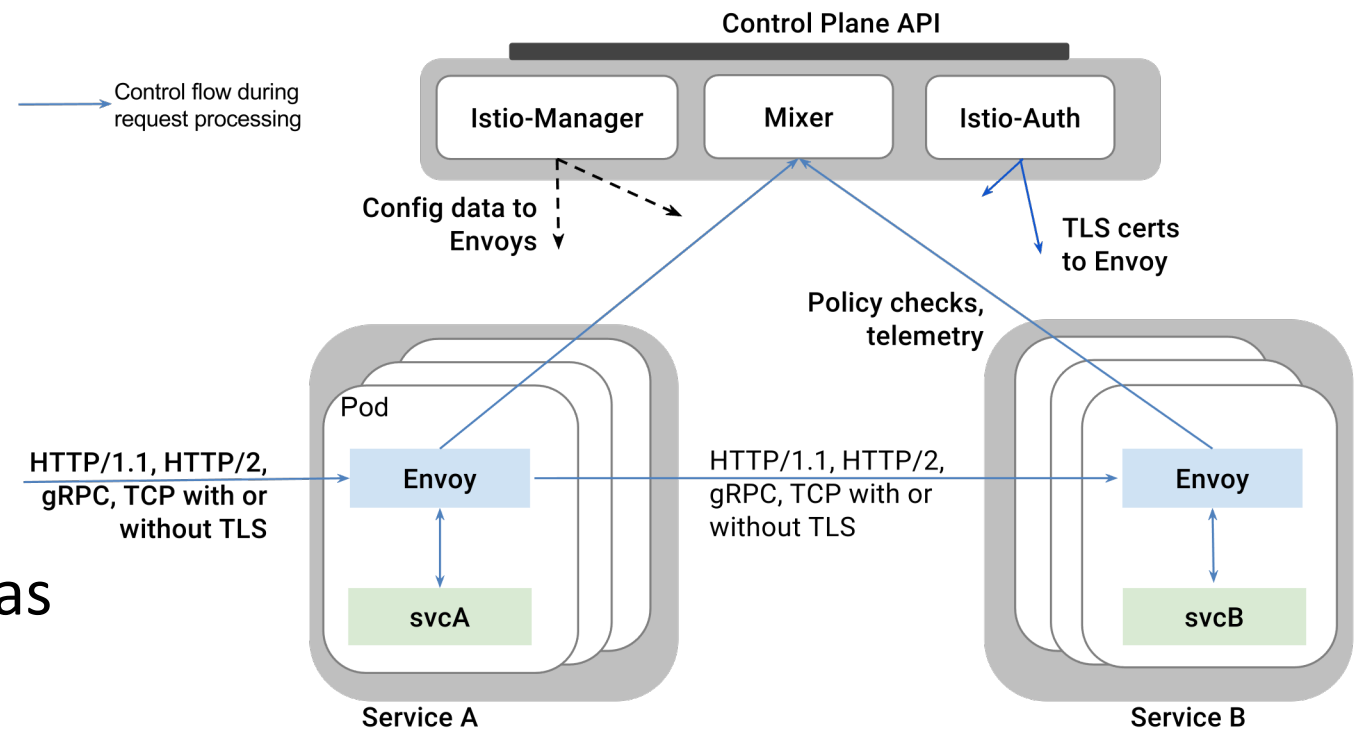 Control Plane API
Control flow during
request processing
Istio-Manager
Mixer
Istio-Auth
Config data to
Envoys
TLS certs
to Envoy
Policy checks,
telemetry
Pod
HTTP/1.1, HTTP/2,
gRPC, TCP with or
without TLS
Envoy
HTTP/1.1, HTTP/2,
gRPC, TCP with or
without TLS
Envoy
as
svcA
svcB
Service A
Service B